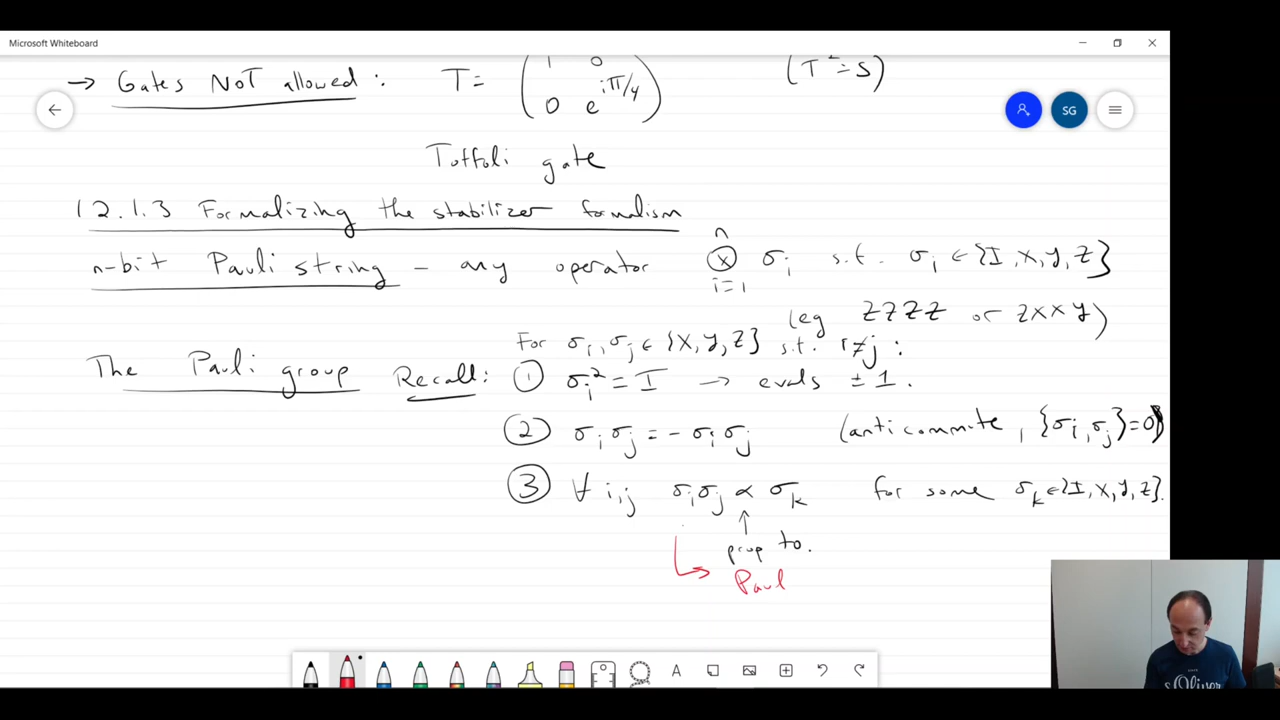 Microsoft Whiteboard
→ Gates NOT allowed : T = ( 1 0 (T² = S)
0 e^{iπ/4} )
SG
Toffoli gate
12.1.3 Formalizing the stabilizer formalism
n-bit Pauli string – any operator ⊗_{i=1}^{n} σ_i s.t. σ_i ∈ {I, X, Y, Z}
(eg ZZZZ or ZXXY)
For σ_i, σ_j ∈ {X, Y, Z} s.t. i≠j :
The Pauli group Recall: ① σ_i² = I → evals ± 1.
② σ_i σ_j = - σ_i σ_j (anticommute, {σ_i, σ_j} = 0)
③ ∀ i,j σ_i σ_j ∝ σ_k for some σ_k ∈ {I, X, Y, Z}.
↑
prop to.
↳ Paul
A